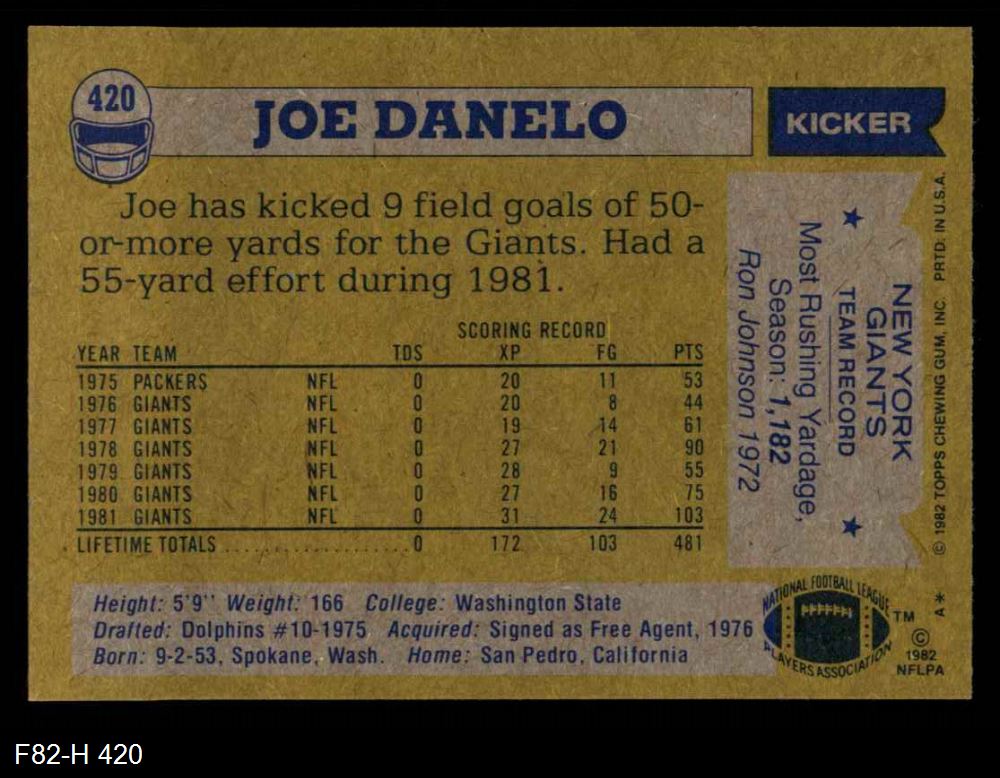 420
JOE DANELO
KICKER
Joe has kicked 9 field goals of 50-
or-more yards for the Giants. Had a
55-yard effort during 1981.
SCORING RECORD
YEAR TEAM TDS XP FG PTS
1975 PACKERS NFL 0 20 11 53
1976 GIANTS NFL 0 20 8 44
1977 GIANTS NFL 0 19 14 61
1978 GIANTS NFL 0 27 21 90
1979 GIANTS NFL 0 28 9 55
1980 GIANTS NFL 0 27 16 75
1981 GIANTS NFL 0 31 24 103
LIFETIME TOTALS ..................... 0 172 103 481
Height: 5'9" Weight: 166 College: Washington State
Drafted: Dolphins #10-1975 Acquired: Signed as Free Agent, 1976
Born: 9-2-53, Spokane, Wash. Home: San Pedro, California
NEW YORK
GIANTS
★ TEAM RECORD ★
Most Rushing Yardage,
Season: 1,182
Ron Johnson 1972
© 1982 TOPPS CHEWING GUM, INC. PRTD. IN U.S.A.
A*
NATIONAL FOOTBALL LEAGUE
PLAYERS ASSOCIATION
TM
©
1982
NFLPA
F82-H 420